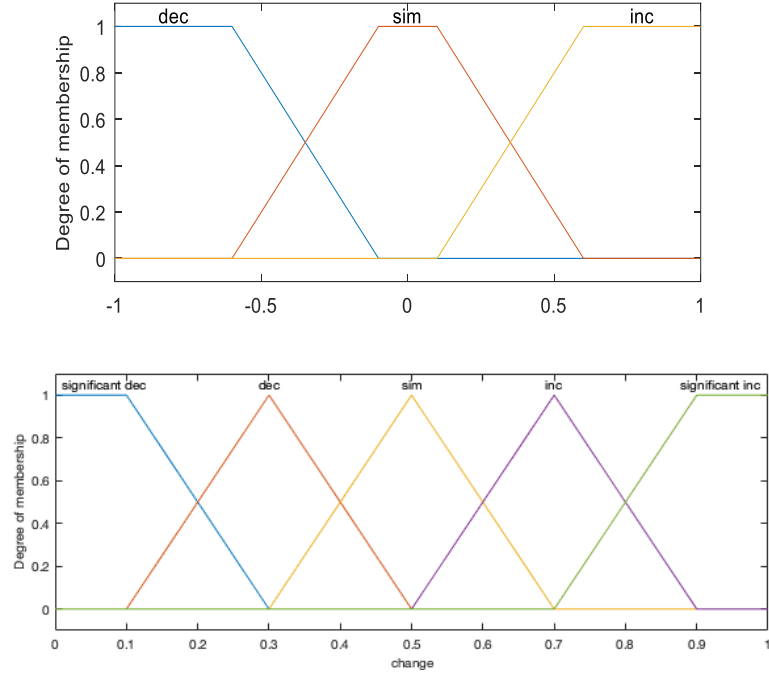 dec sim inc
1
0.8
0.6
0.4
0.2
0
Degree of membership
-1 -0.5 0 0.5 1
significant dec dec sim inc significant inc
1
0.8
0.6
0.4
0.2
0
Degree of membership
0 0.1 0.2 0.3 0.4 0.5 0.6 0.7 0.8 0.9 1
change